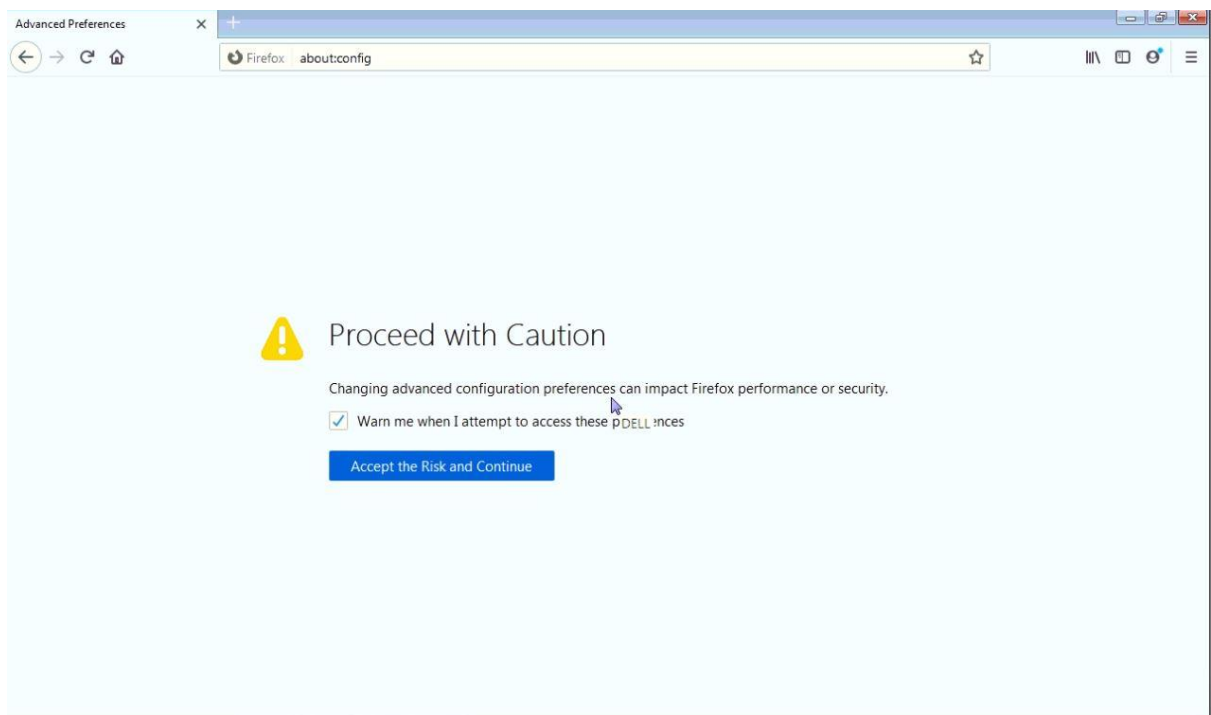 Advanced Preferences
Firefox about:config
Proceed with Caution
Changing advanced configuration preferences can impact Firefox performance or security.
Warn me when I attempt to access these p DELL ences
Accept the Risk and Continue